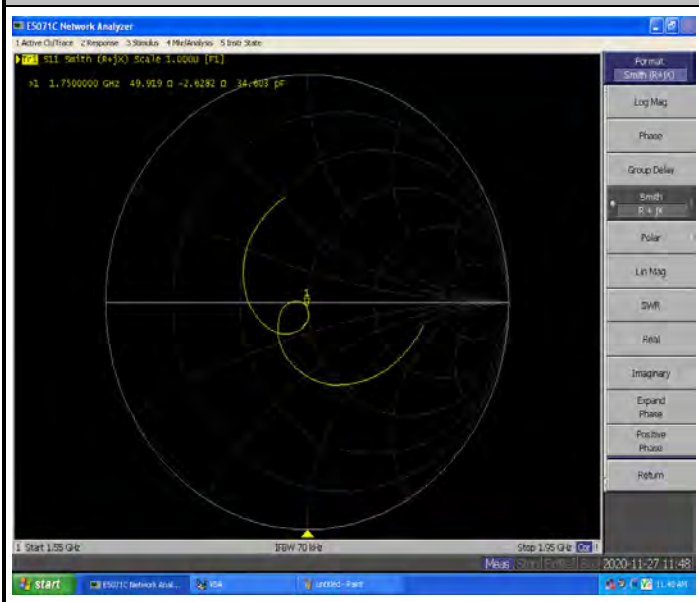 E5071C Network Analyzer
1 Active Ch/Trace 2 Response 3 Stimulus 4 Mkr/Analysis 5 Instr State
Tr1 S11 Smith (R+jX) Scale 1.000U [F1]
>1 1.7500000 GHz 49.919 Ω -2.6282 Ω 34.603 pF
1
Format
Smith (R+jX)
Log Mag
Phase
Group Delay
Smith
R + jX
Polar
Lin Mag
SWR
Real
Imaginary
Expand
Phase
Positive
Phase
Return
1 Start 1.55 GHz IFBW 70 kHz Stop 1.95 GHz Cor !
Meas 2020-11-27 11:48
start E5071C Network Anal... untitled - Paint 11:48 AM